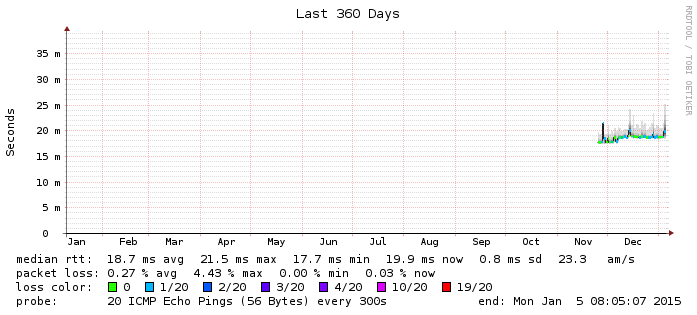 Last 360 Days
RRDTOOL / TOBI OETIKER
Seconds
35 m
30 m
25 m
20 m
15 m
10 m
5 m
0
Jan Feb Mar Apr May Jun Jul Aug Sep Oct Nov Dec
median rtt: 18.7 ms avg 21.5 ms max 17.7 ms min 19.9 ms now 0.8 ms sd 23.3 am/s
packet loss: 0.27 % avg 4.43 % max 0.00 % min 0.03 % now
loss color: 0 1/20 2/20 3/20 4/20 10/20 19/20
probe: 20 ICMP Echo Pings (56 Bytes) every 300s end: Mon Jan 5 08:05:07 2015